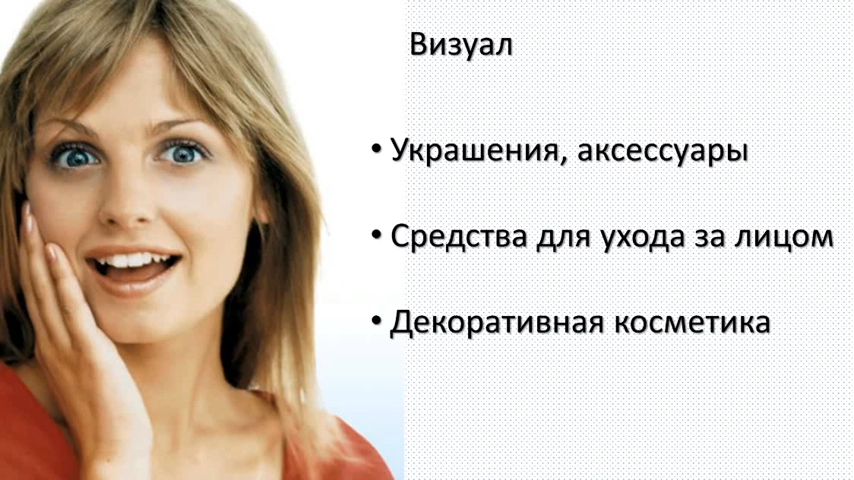 Визуал
• Украшения, аксессуары
• Средства для ухода за лицом
• Декоративная косметика